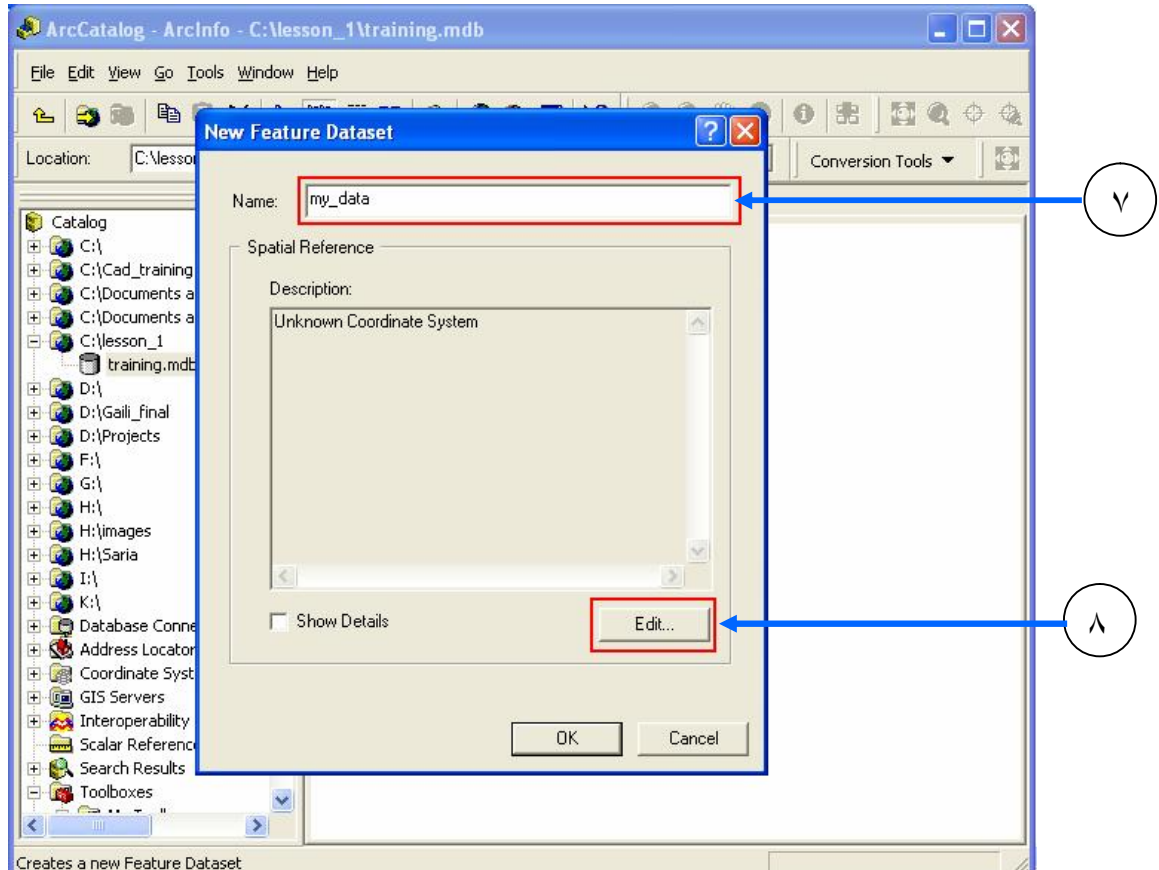 ArcCatalog - ArcInfo - C:\lesson_1\training.mdb
File Edit View Go Tools Window Help
New Feature Dataset
Location: C:\lesson
Conversion Tools
Name: my_data
٧
Spatial Reference
Description:
Unknown Coordinate System
Catalog
C:\
C:\Cad_training
C:\Documents a
C:\Documents a
C:\lesson_1
training.mdb
D:\
D:\Gaili_final
D:\Projects
F:\
G:\
H:\
H:\images
H:\Saria
I:\
K:\
Database Conne
Address Locator
Coordinate Syst
GIS Servers
Interoperability
Scalar Reference
Search Results
Toolboxes
Show Details
Edit...
٨
OK Cancel
Creates a new Feature Dataset